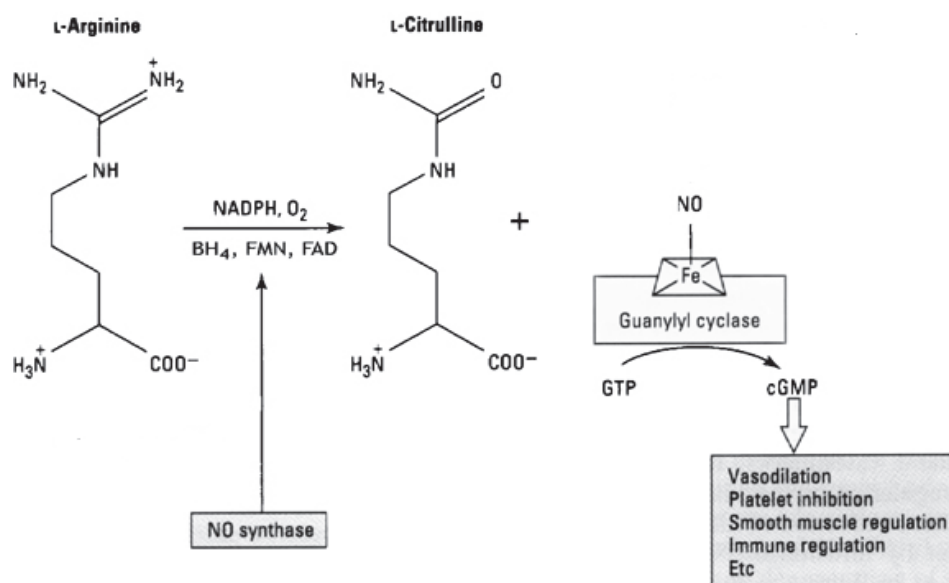 L-Arginine
NH₂
+
NH₂
NH
NADPH, O₂
BH₄, FMN, FAD
H₃N
+
COO⁻
NO synthase
L-Citrulline
NH₂
O
NH
H₃N
+
COO⁻
+
NO
Fe
Guanylyl cyclase
GTP
cGMP
Vasodilation
Platelet inhibition
Smooth muscle regulation
Immune regulation
Etc